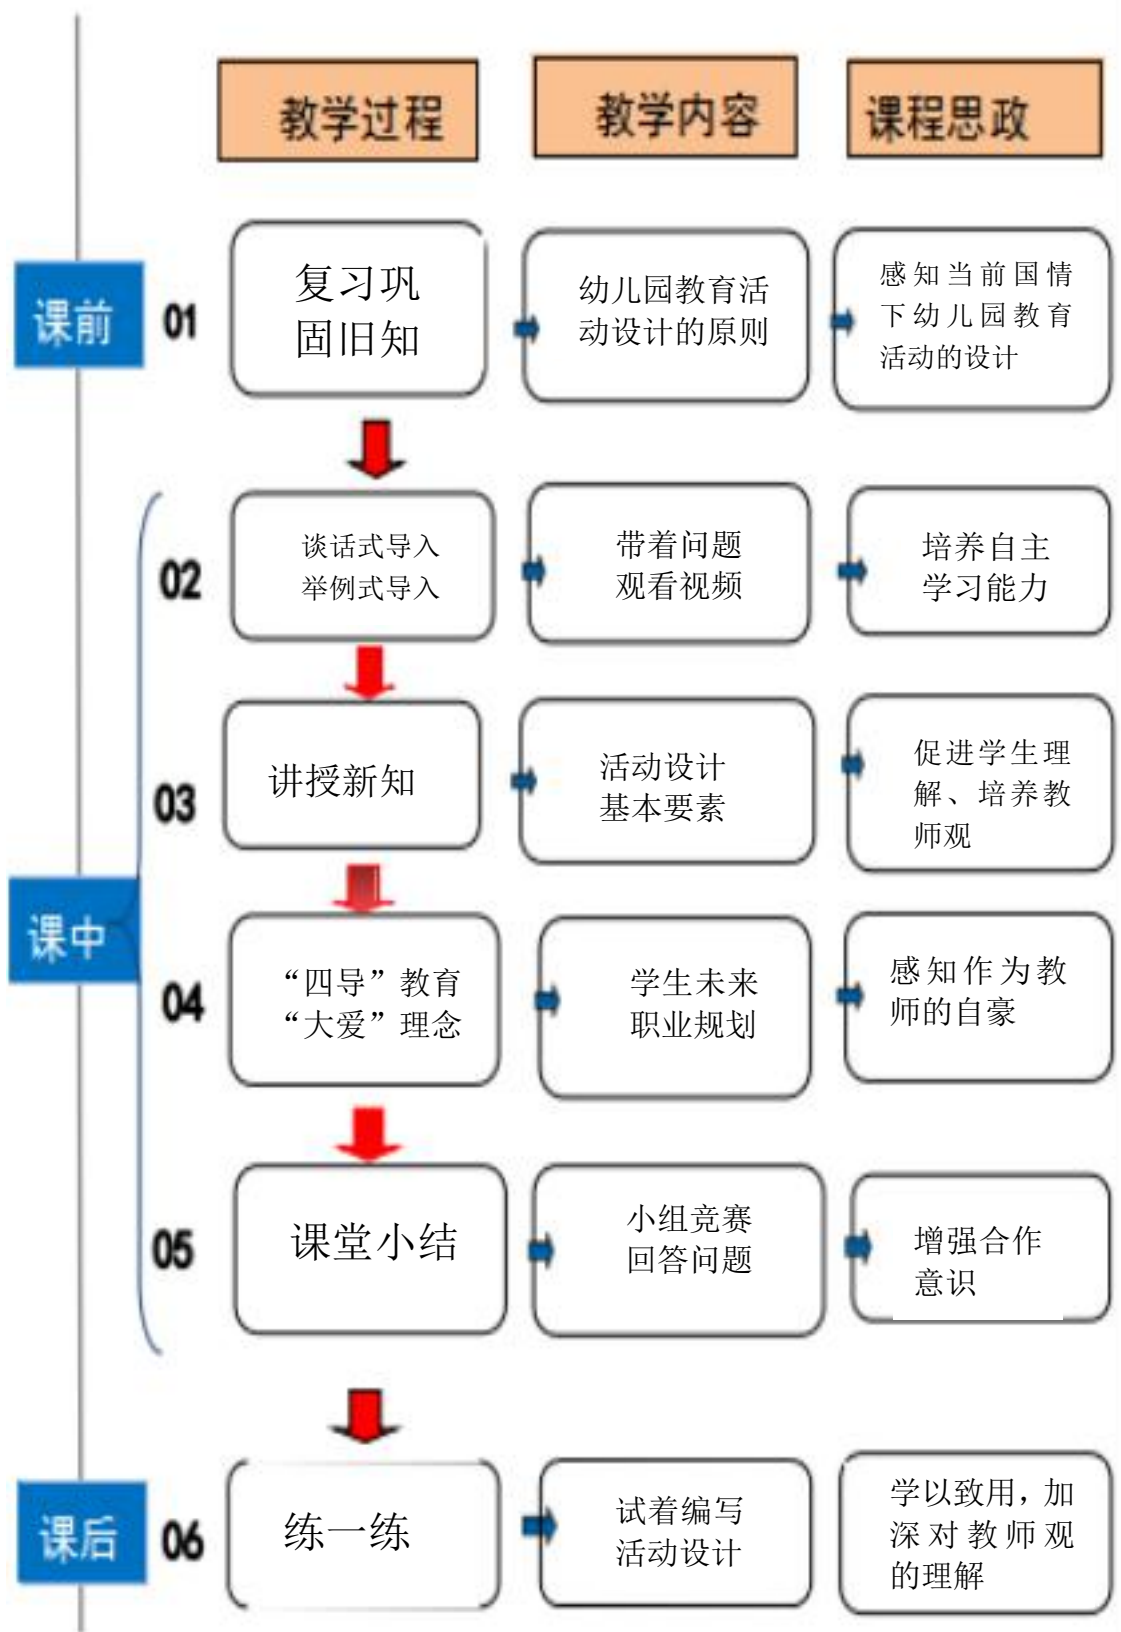 教学过程
教学内容
课程思政
课前
01
复习巩
固旧知
幼儿园教育活
动设计的原则
感知当前国情
下幼儿园教育
活动的设计
02
谈话式导入
举例式导入
带着问题
观看视频
培养自主
学习能力
03
讲授新知
活动设计
基本要素
促进学生理
解、培养教
师观
课中
04
“四导”教育
“大爱”理念
学生未来
职业规划
感知作为教
师的自豪
05
课堂小结
小组竞赛
回答问题
增强合作
意识
课后
06
练一练
试着编写
活动设计
学以致用，加
深对教师观
的理解